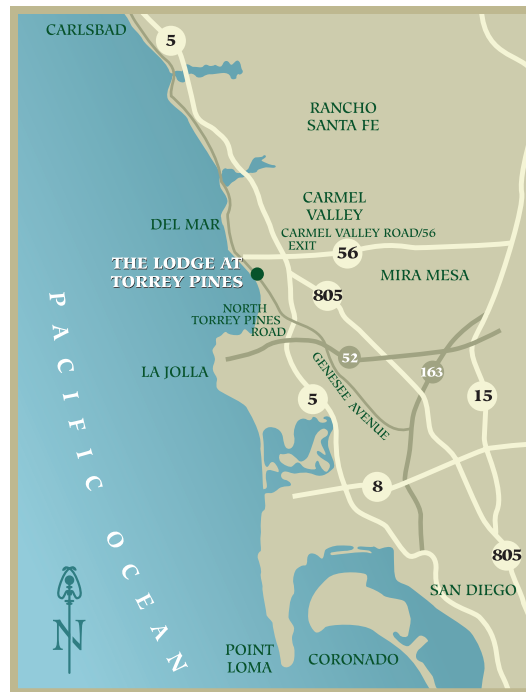 CARLSBAD
5
RANCHO
SANTA FE
CARMEL
VALLEY
DEL MAR
CARMEL VALLEY ROAD/56
EXIT
56
THE LODGE AT
TORREY PINES
MIRA MESA
805
NORTH
TORREY PINES
ROAD
52
163
LA JOLLA
GENESEE AVENUE
5
15
PACIFIC OCEAN
8
805
SAN DIEGO
N
POINT
LOMA
CORONADO